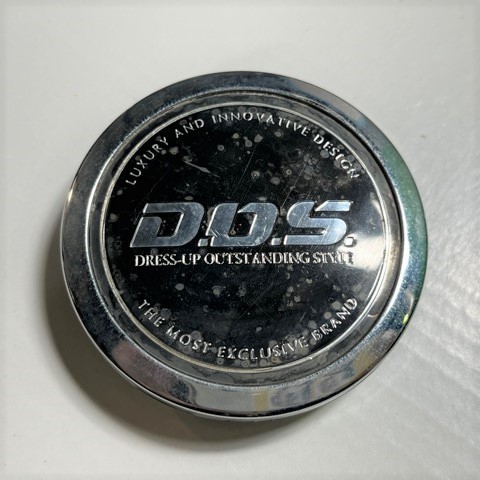 LUXURY AND INNOVATIVE DESIGN
D.O.S.
DRESS-UP OUTSTANDING STYLE
THE MOST EXCLUSIVE BRAND